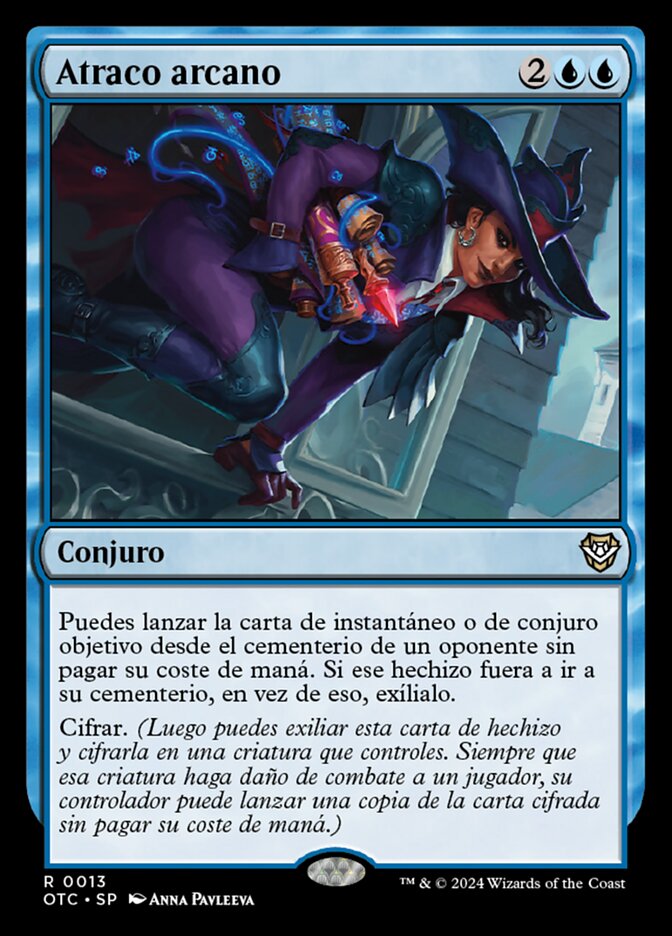 Atraco arcano 2
Conjuro
Puedes lanzar la carta de instantáneo o de conjuro
objetivo desde el cementerio de un oponente sin
pagar su coste de maná. Si ese hechizo fuera a ir a
su cementerio, en vez de eso, exílialo.
Cifrar. (Luego puedes exiliar esta carta de hechizo
y cifrarla en una criatura que controles. Siempre que
esa criatura haga daño de combate a un jugador, su
controlador puede lanzar una copia de la carta cifrada
sin pagar su coste de maná.)
R 0013
OTC • SP Anna Pavleeva
™ & © 2024 Wizards of the Coast